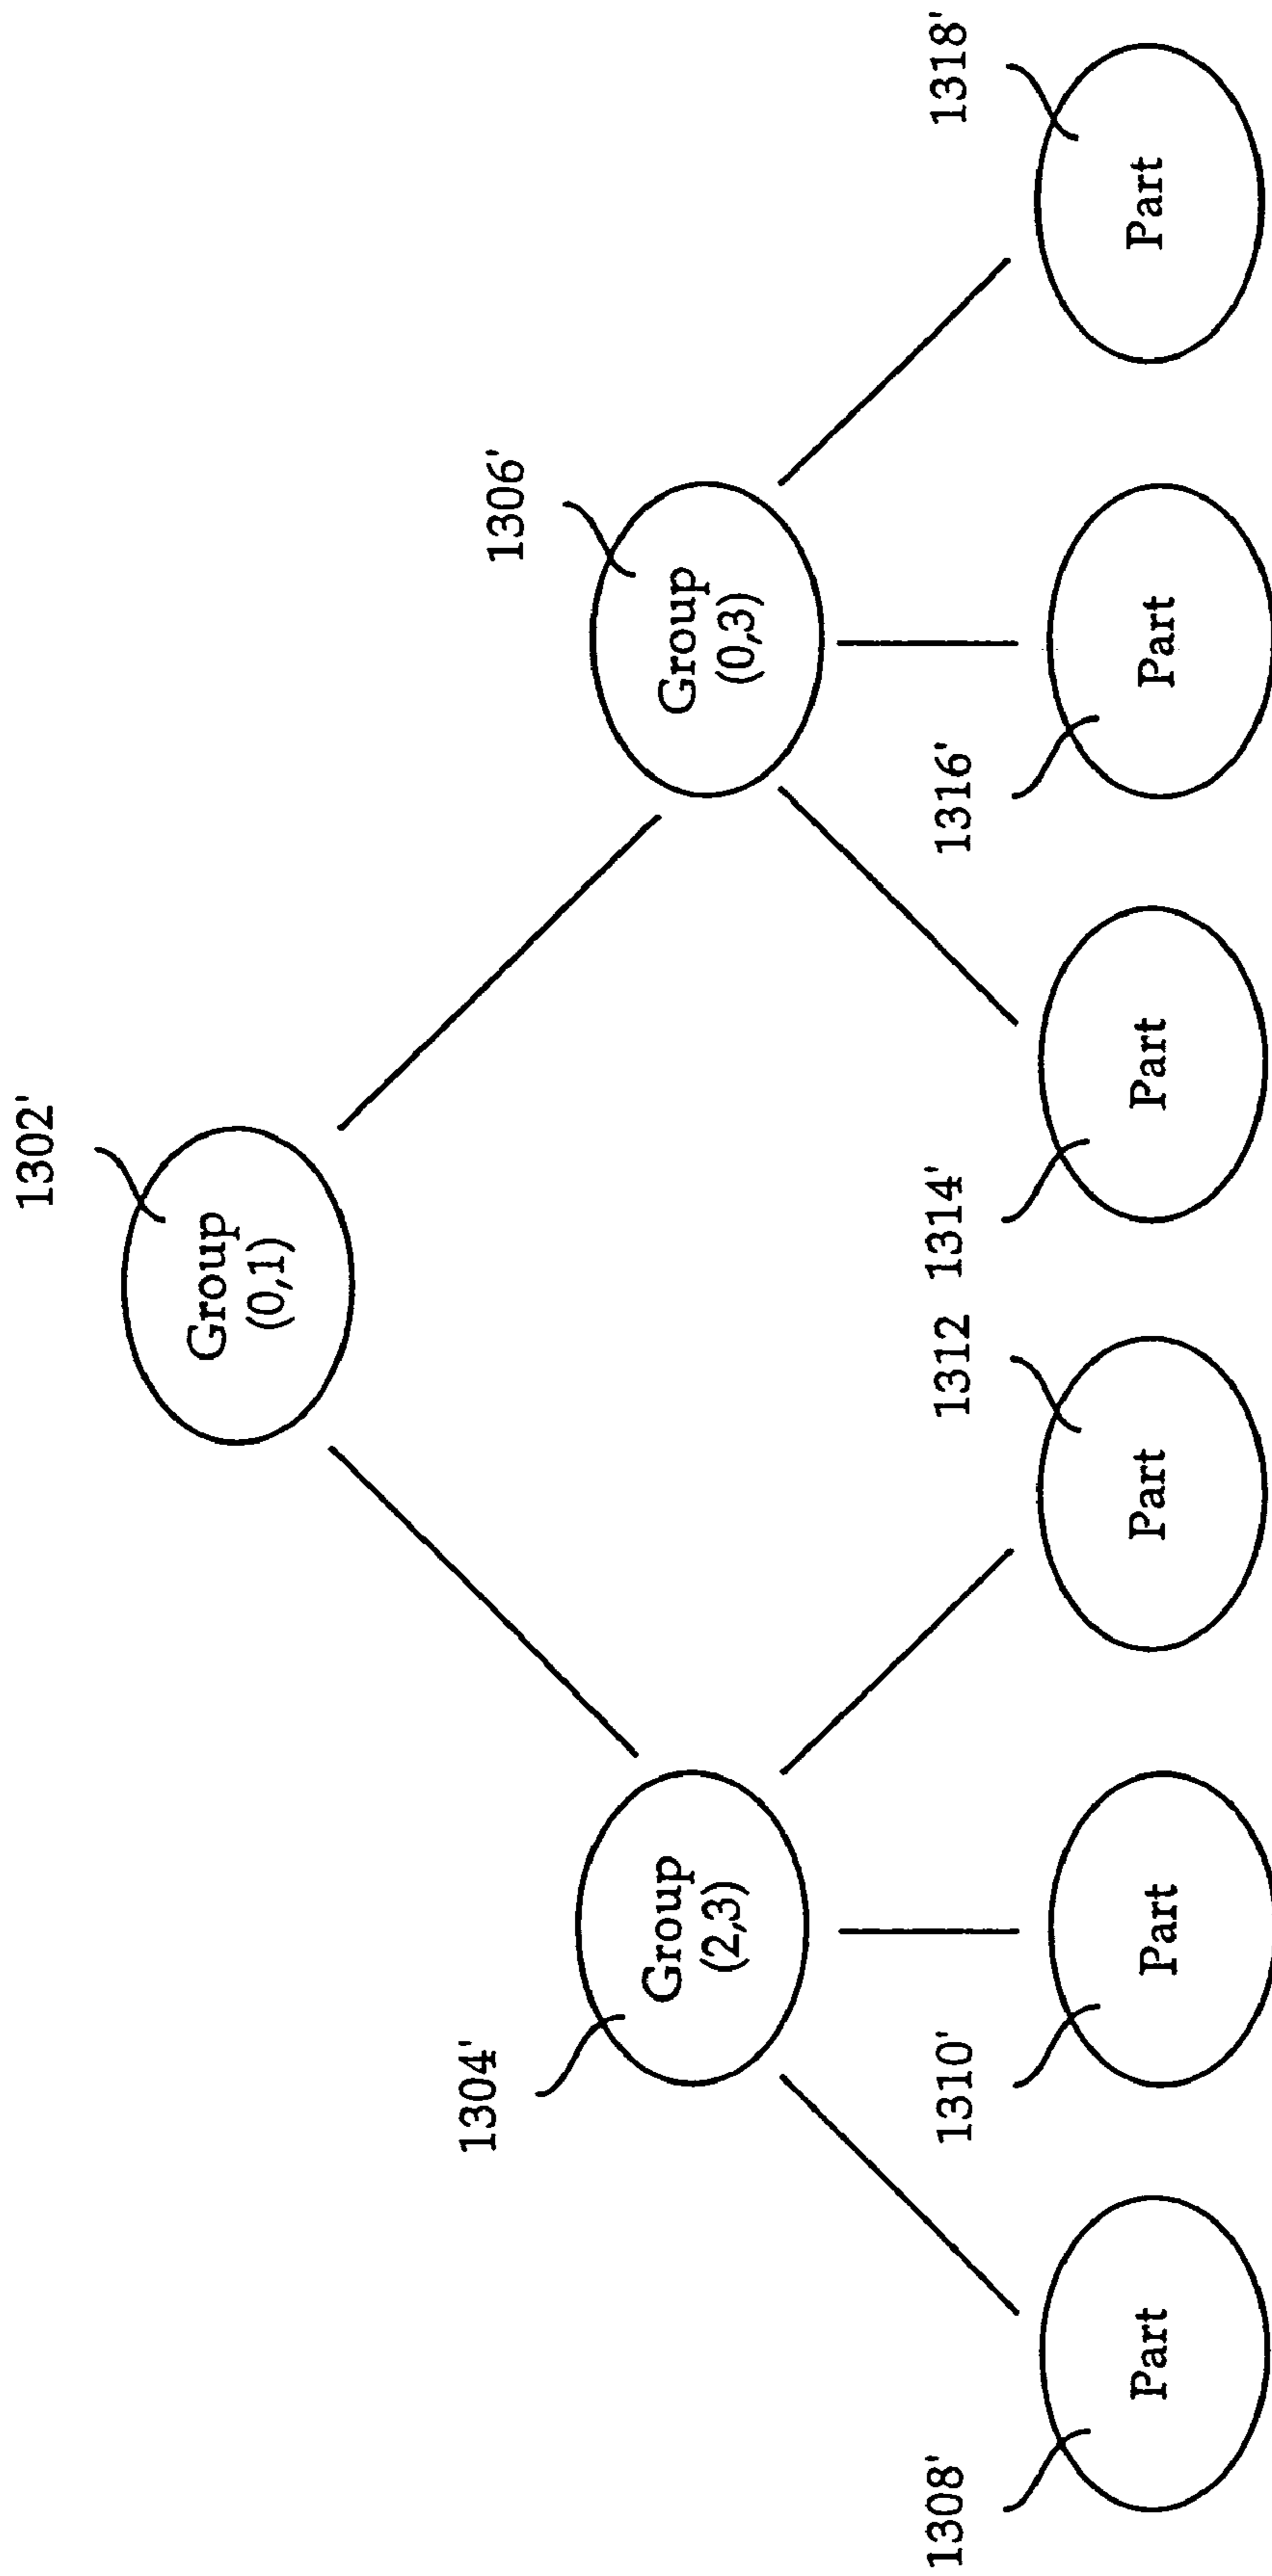 1302'
Group
(0,1)
1304'
Group
(2,3)
1306'
Group
(0,3)
1308'
Part
1310'
Part
1312
Part
1314'
Part
1316'
Part
1318'
Part